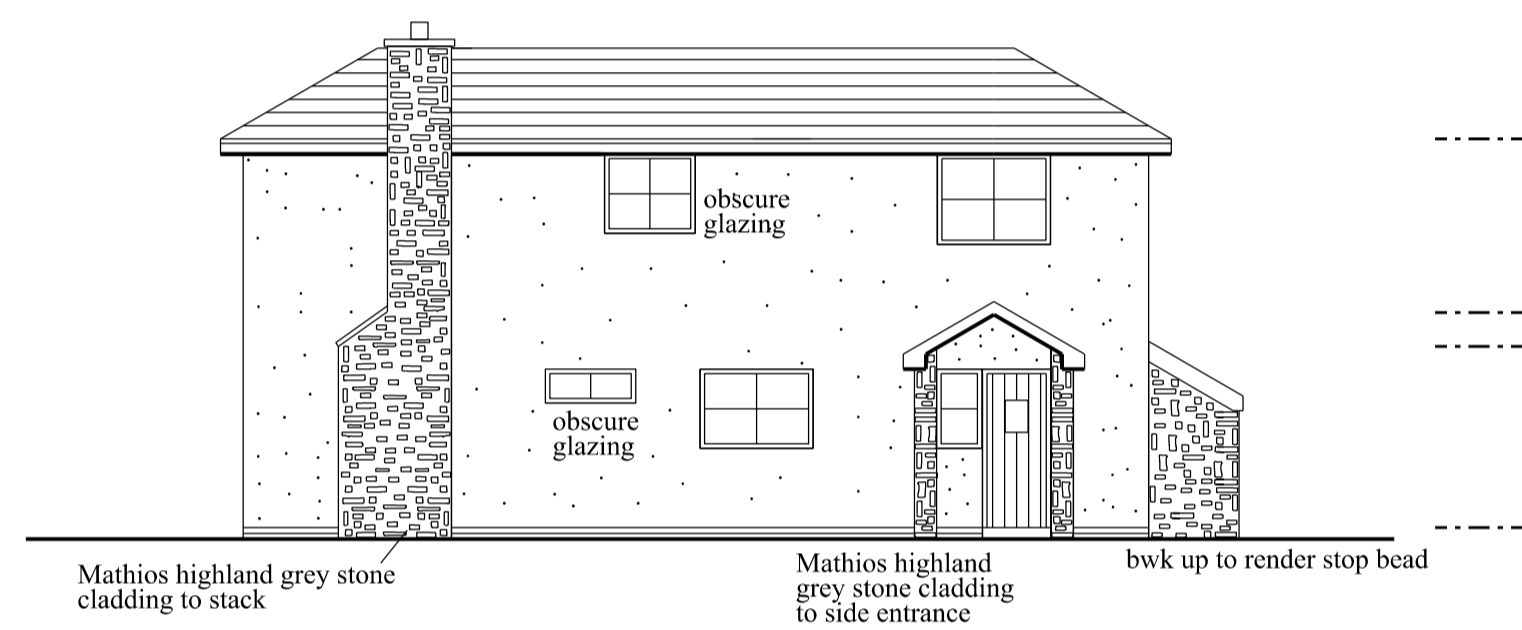 obscure
glazing
obscure
glazing
Mathios highland grey stone
cladding to stack
Mathios highland
grey stone cladding
to side entrance
bwk up to render stop bead